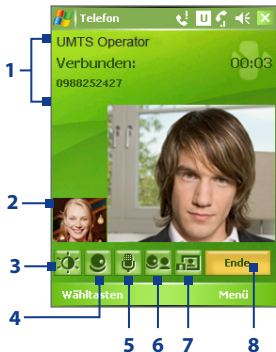 Telefon
U
UMTS Operator
Verbunden: 00:03
0988252427
1
2
3
Ende
Wähltasten Menü
4
5 6 7 8